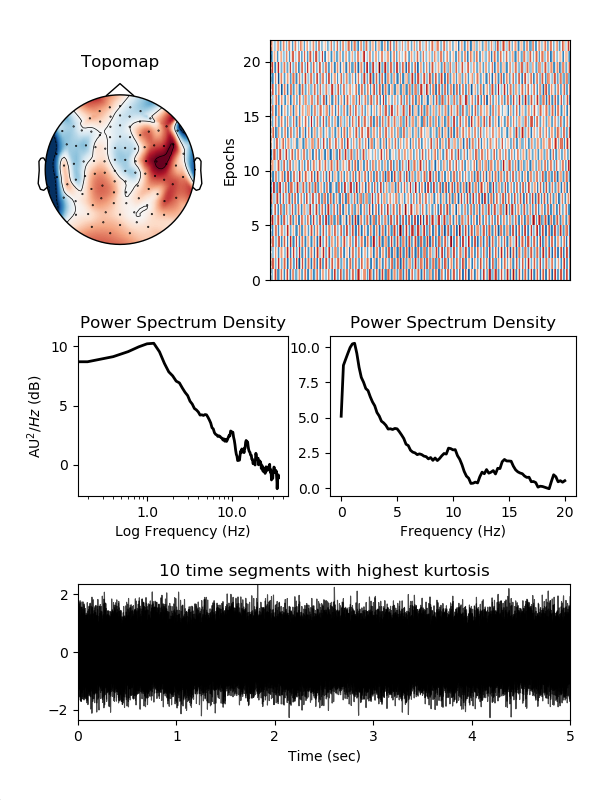 Topomap
Epochs
20
15
10
5
0
Power Spectrum Density
AU²/Hz (dB)
10
5
0
1.0 10.0
Log Frequency (Hz)
Power Spectrum Density
10.0
7.5
5.0
2.5
0.0
0 5 10 15 20
Frequency (Hz)
10 time segments with highest kurtosis
2
0
−2
0 1 2 3 4 5
Time (sec)